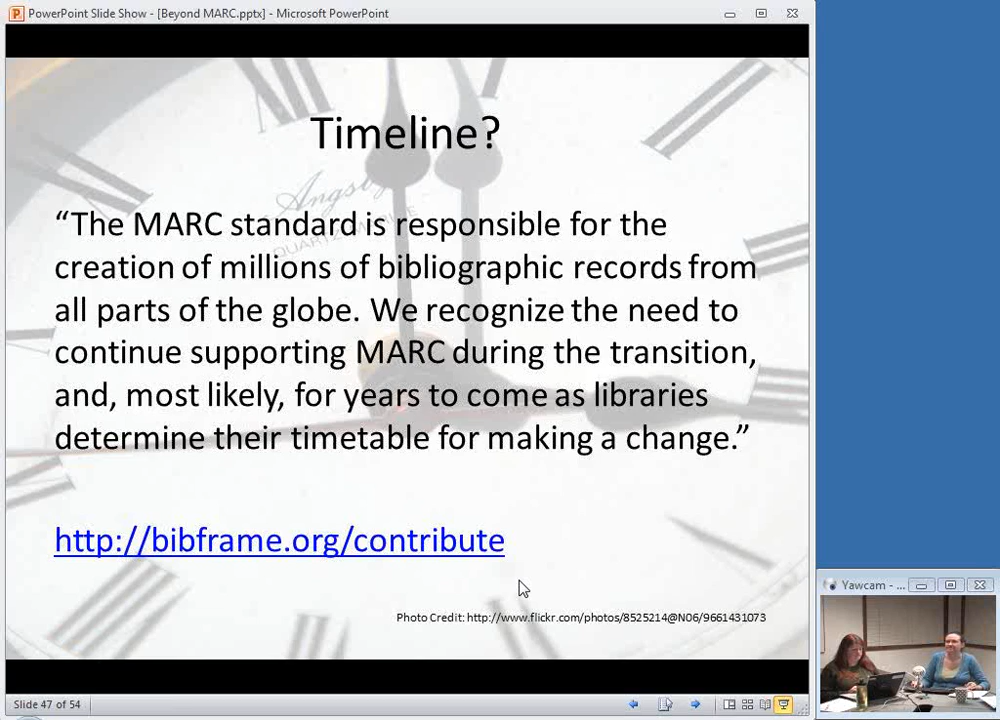 PowerPoint Slide Show - [Beyond MARC.pptx] - Microsoft PowerPoint
Timeline?
Angst
QUARTZ
“The MARC standard is responsible for the
creation of millions of bibliographic records from
all parts of the globe. We recognize the need to
continue supporting MARC during the transition,
and, most likely, for years to come as libraries
determine their timetable for making a change.”
http://bibframe.org/contribute
Photo Credit: http://www.flickr.com/photos/8525214@N06/9661431073
Slide 47 of 54
Yawcam - ...